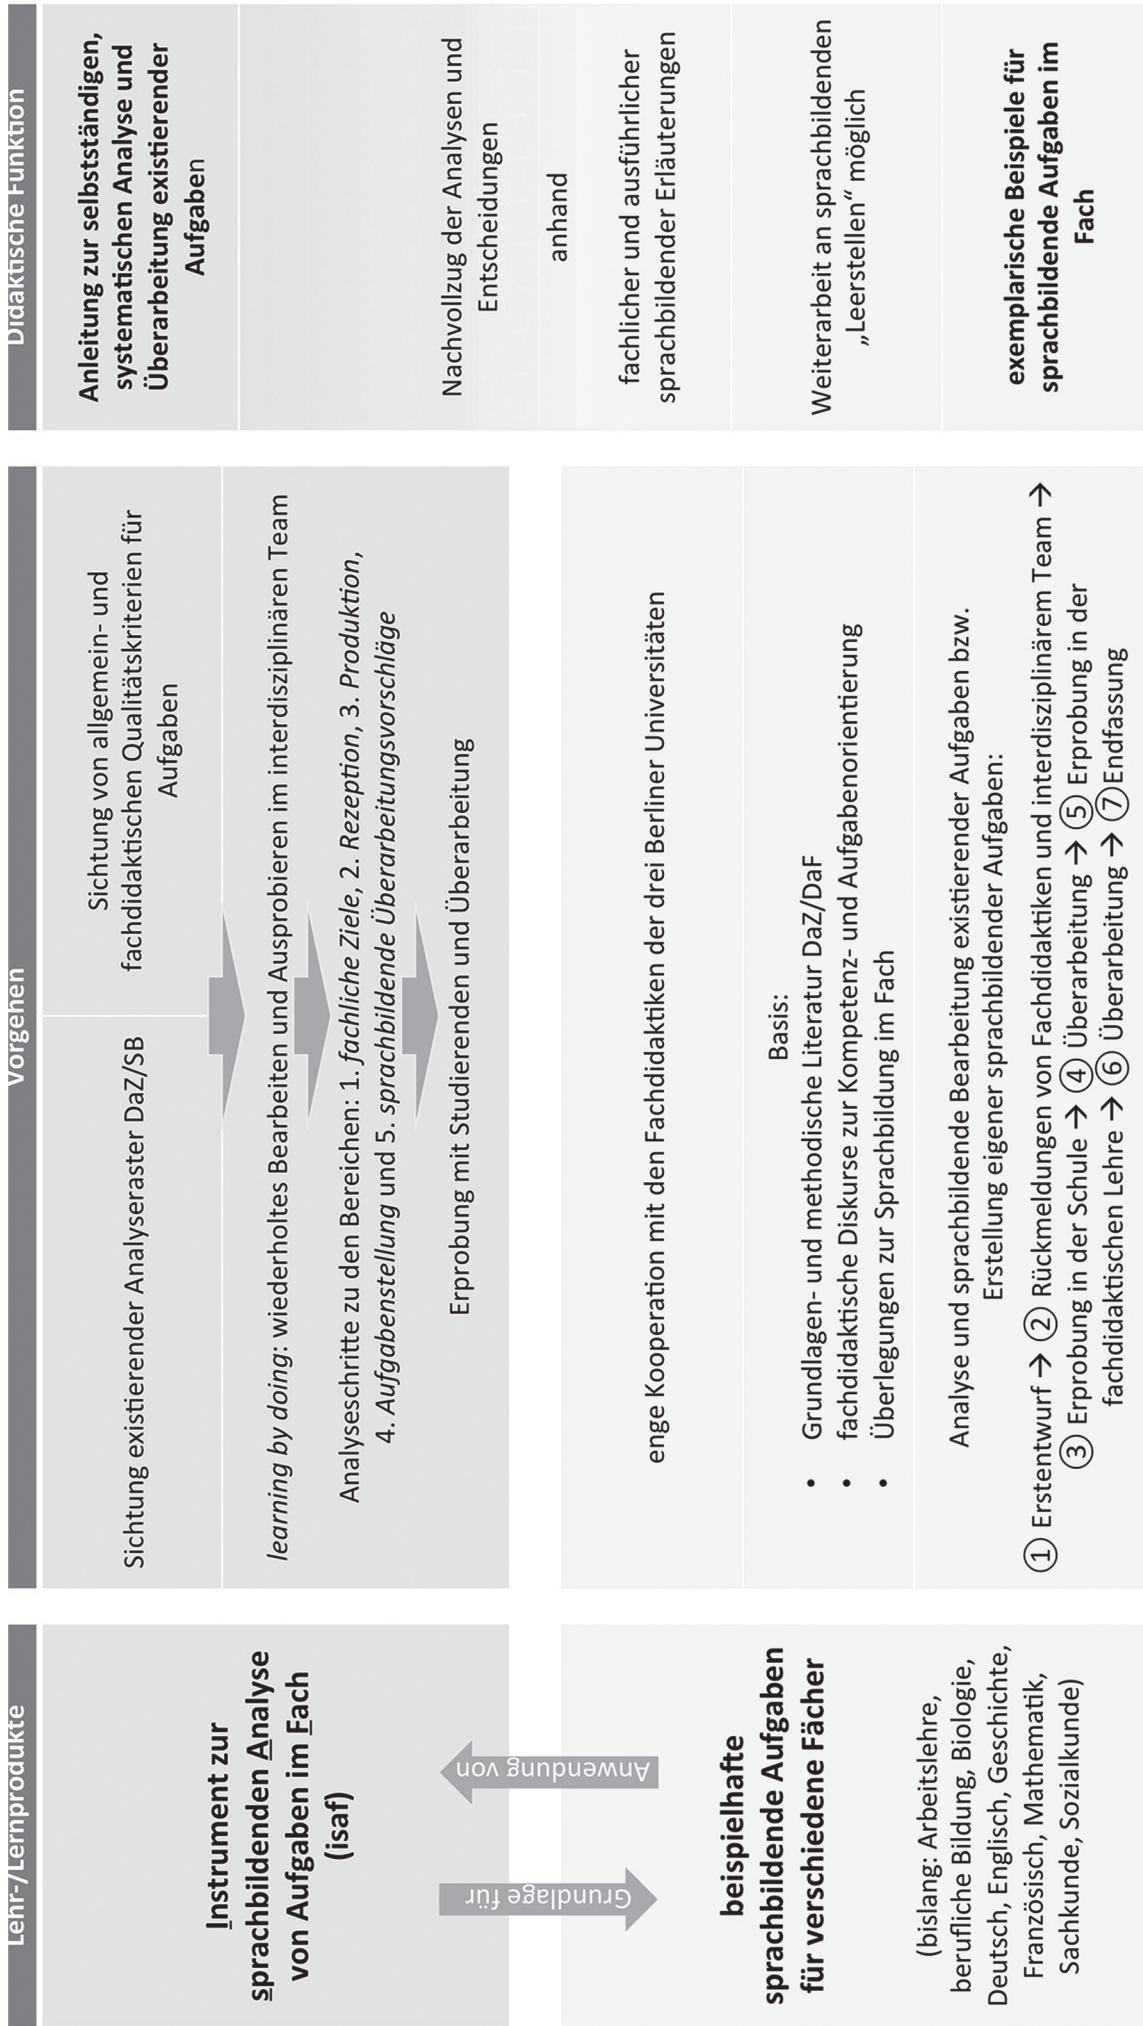 Lehr-/Lernprodukte
Vorgehen
Didaktische Funktion
Instrument zur
sprachbildenden Analyse
von Aufgaben im Fach
(isaf)
Grundlage für
Anwendung von
beispielhafte
sprachbildende Aufgaben
für verschiedene Fächer
(bislang: Arbeitslehre,
berufliche Bildung, Biologie,
Deutsch, Englisch, Geschichte,
Französisch, Mathematik,
Sachkunde, Sozialkunde)
Sichtung existierender Analyseraster DaZ/SB
Sichtung von allgemein- und
fachdidaktischen Qualitätskriterien für
Aufgaben
learning by doing: wiederholtes Bearbeiten und Ausprobieren im interdisziplinären Team
Analyseschritte zu den Bereichen: 1. fachliche Ziele, 2. Rezeption, 3. Produktion,
4. Aufgabenstellung und 5. sprachbildende Überarbeitungsvorschläge
Erprobung mit Studierenden und Überarbeitung
enge Kooperation mit den Fachdidaktiken der drei Berliner Universitäten
Basis:
• Grundlagen- und methodische Literatur DaZ/DaF
• fachdidaktische Diskurse zur Kompetenz- und Aufgabenorientierung
• Überlegungen zur Sprachbildung im Fach
Analyse und sprachbildende Bearbeitung existierender Aufgaben bzw.
Erstellung eigener sprachbildender Aufgaben:
① Erstentwurf → ② Rückmeldungen von Fachdidaktiken und interdisziplinärem Team →
③ Erprobung in der Schule → ④ Überarbeitung → ⑤ Erprobung in der
fachdidaktischen Lehre → ⑥ Überarbeitung → ⑦ Endfassung
Anleitung zur selbstständigen,
systematischen Analyse und
Überarbeitung existierender
Aufgaben
Nachvollzug der Analysen und
Entscheidungen
anhand
fachlicher und ausführlicher
sprachbildender Erläuterungen
Weiterarbeit an sprachbildenden
„Leerstellen“ möglich
exemplarische Beispiele für
sprachbildende Aufgaben im
Fach